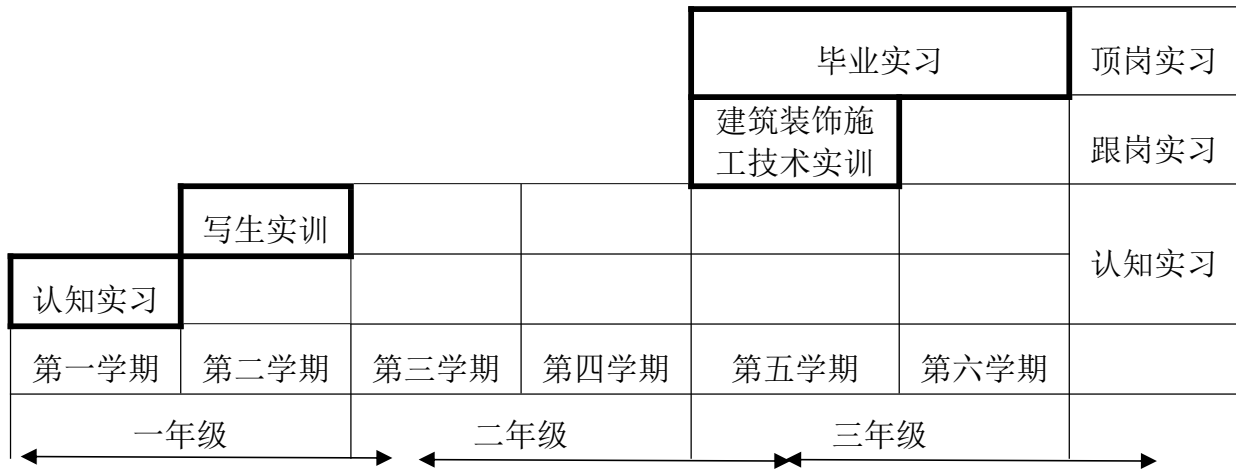 毕业实习
顶岗实习
建筑装饰施
工技术实训
跟岗实习
写生实训
认知实习
认知实习
第一学期
第二学期
第三学期
第四学期
第五学期
第六学期
一年级
二年级
三年级